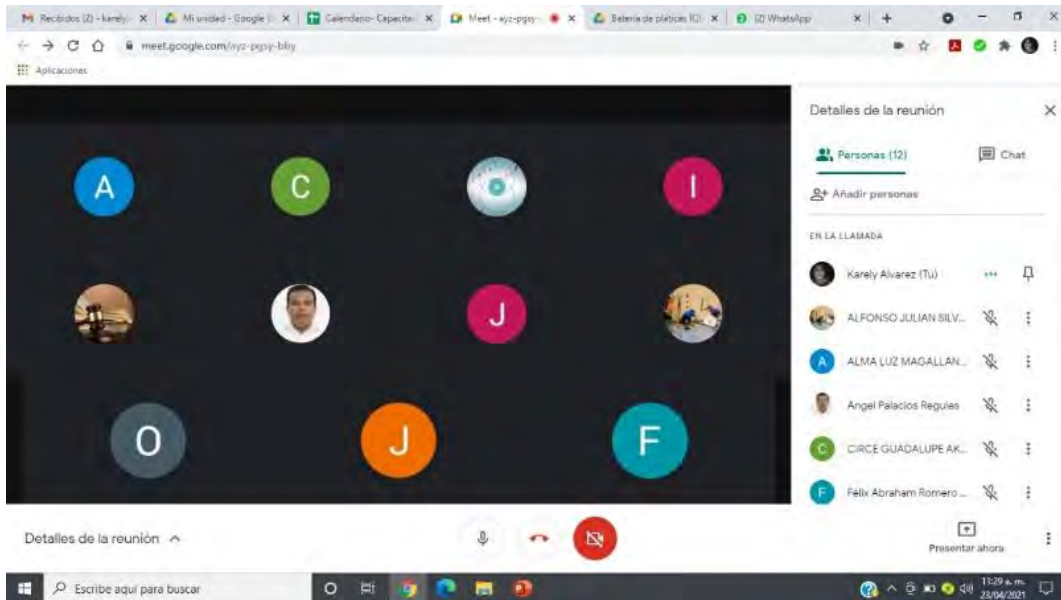 Recibidos (2) - karely
Mi unidad - Google
Calendario- Capacita
Meet - ayz-pgsy-
Batería de pláticas ICI
(2) WhatsApp
meet.google.com/ayz-pgsy-bby
Aplicaciones
Detalles de la reunión
Personas (12)
Chat
Añadir personas
EN LA LLAMADA
Karely Alvarez (Tú)
ALFONSO JULIAN SILV...
ALMA LUZ MAGALLAN...
Angel Palacios Regules
CIRCE GUADALUPE AK...
Félix Abraham Romero ...
A
C
I
J
O
J
F
Detalles de la reunión
Presentar ahora
Escribe aquí para buscar
11:29 a. m.
23/04/2021